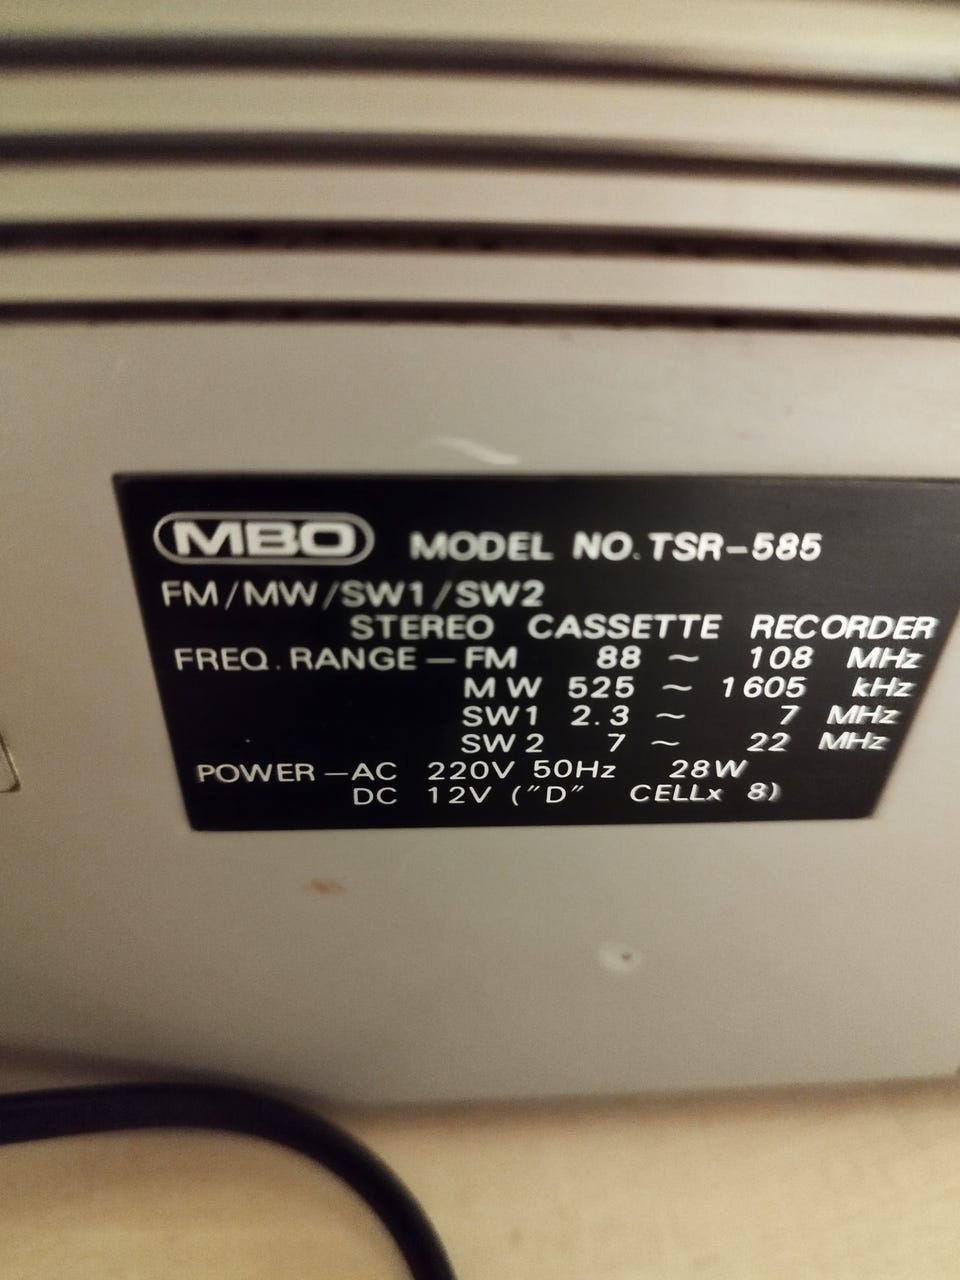 MBO MODEL NO. TSR-585
FM/MW/SW1/SW2
STEREO CASSETTE RECORDER
FREQ. RANGE - FM 88 ~ 108 MHz
MW 525 ~ 1605 kHz
SW1 2.3 ~ 7 MHz
SW2 7 ~ 22 MHz
POWER - AC 220V 50Hz 28W
DC 12V ("D" CELLx 8)